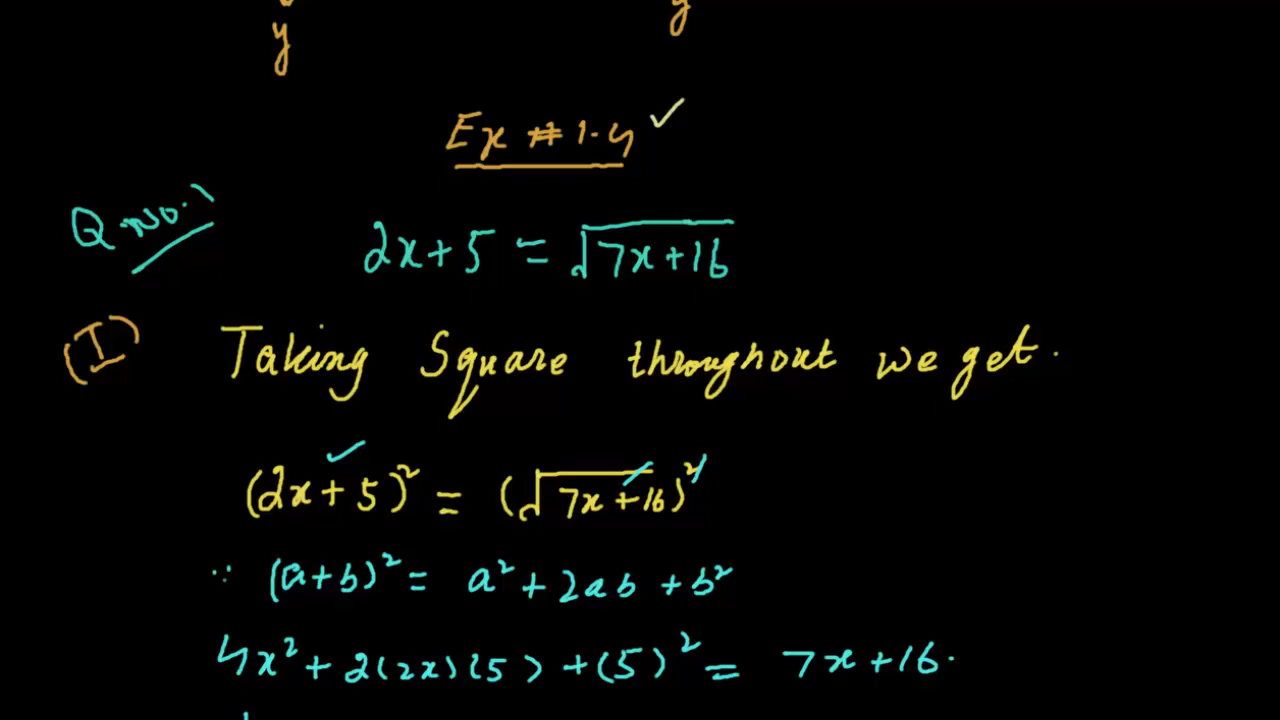 y y
Ex # 1.4
Q.No.1
2x+5 = √7x+16
(I) Taking Square throughout we get.
(2x+5)² = (√7x+16)²
∵ (a+b)² = a² + 2ab + b²
4x² + 2(2x)(5) + (5)² = 7x+16.